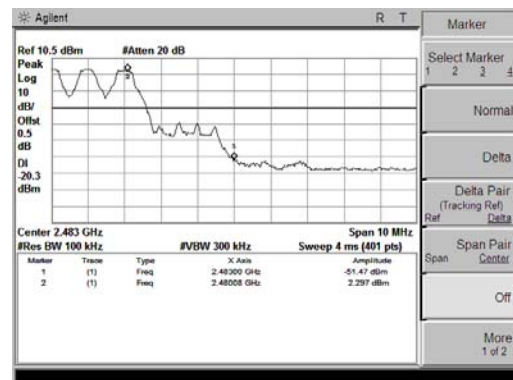 Agilent R T
Ref 10.5 dBm #Atten 20 dB
Peak
Log
10
dB/
Offst
0.5
dB
DI
-20.3
dBm
2
1
Center 2.483 GHz Span 10 MHz
#Res BW 100 kHz #VBW 300 kHz Sweep 4 ms (401 pts)
Marker Trace Type X Axis Amplitude
1 (1) Freq 2.48300 GHz -51.47 dBm
2 (1) Freq 2.48008 GHz 2.297 dBm
Marker
Select Marker
1 2 3 4
Normal
Delta
Delta Pair
(Tracking Ref)
Ref Delta
Span Pair
Span Center
Off
More
1 of 2